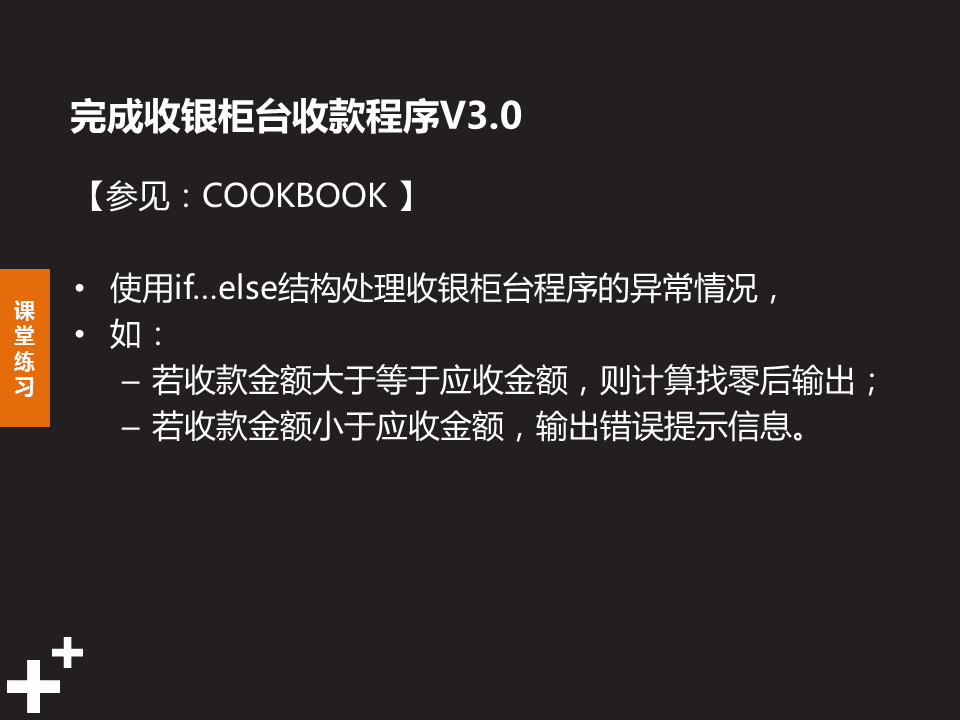 完成收银柜台收款程序V3.0
【参见：COOKBOOK 】
• 使用if...else结构处理收银柜台程序的异常情况，
• 如：
– 若收款金额大于等于应收金额，则计算找零后输出；
– 若收款金额小于应收金额，输出错误提示信息。
课堂练习